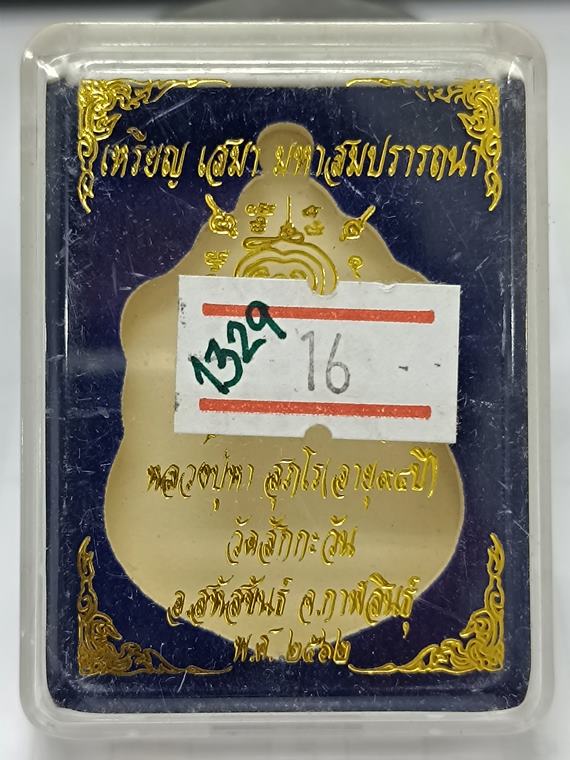 เหรียญ เสมา มหาสมปรารถนา
1329
16
หลวงปู่หา สุภโร(อายุ๙๔ปี)
วัดสักกะวัน
อ.สหัสขันธ์ จ.กาฬสินธุ์
พ.ศ. ๒๕๖๒